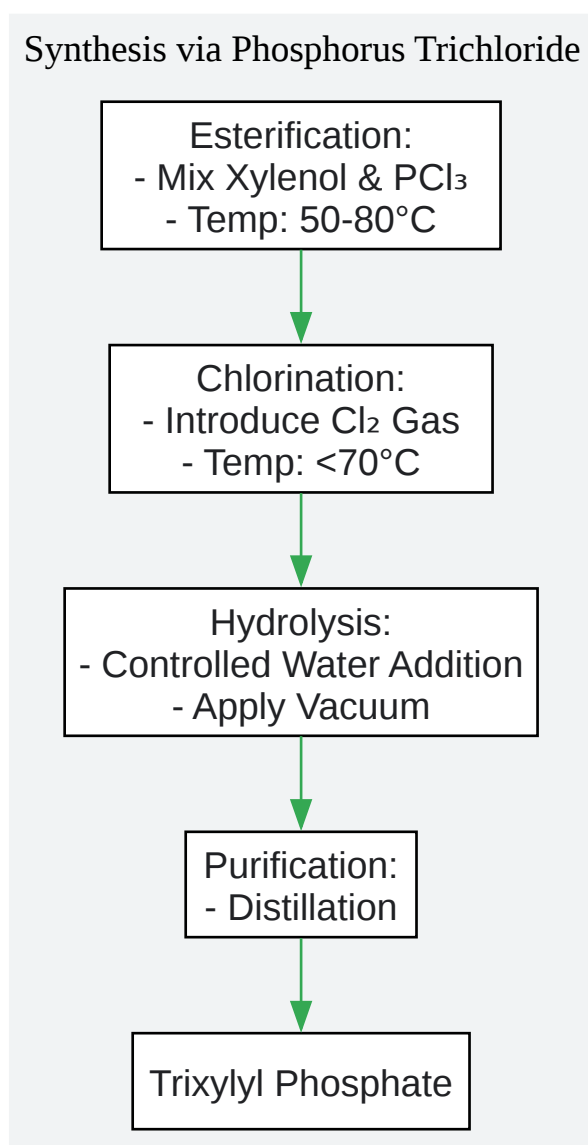 Synthesis via Phosphorus Trichloride
Esterification:
- Mix Xylenol & PCl₃
- Temp: 50-80°C
Chlorination:
- Introduce Cl₂ Gas
- Temp: <70°C
Hydrolysis:
- Controlled Water Addition
- Apply Vacuum
Purification:
- Distillation
Trixylyl Phosphate